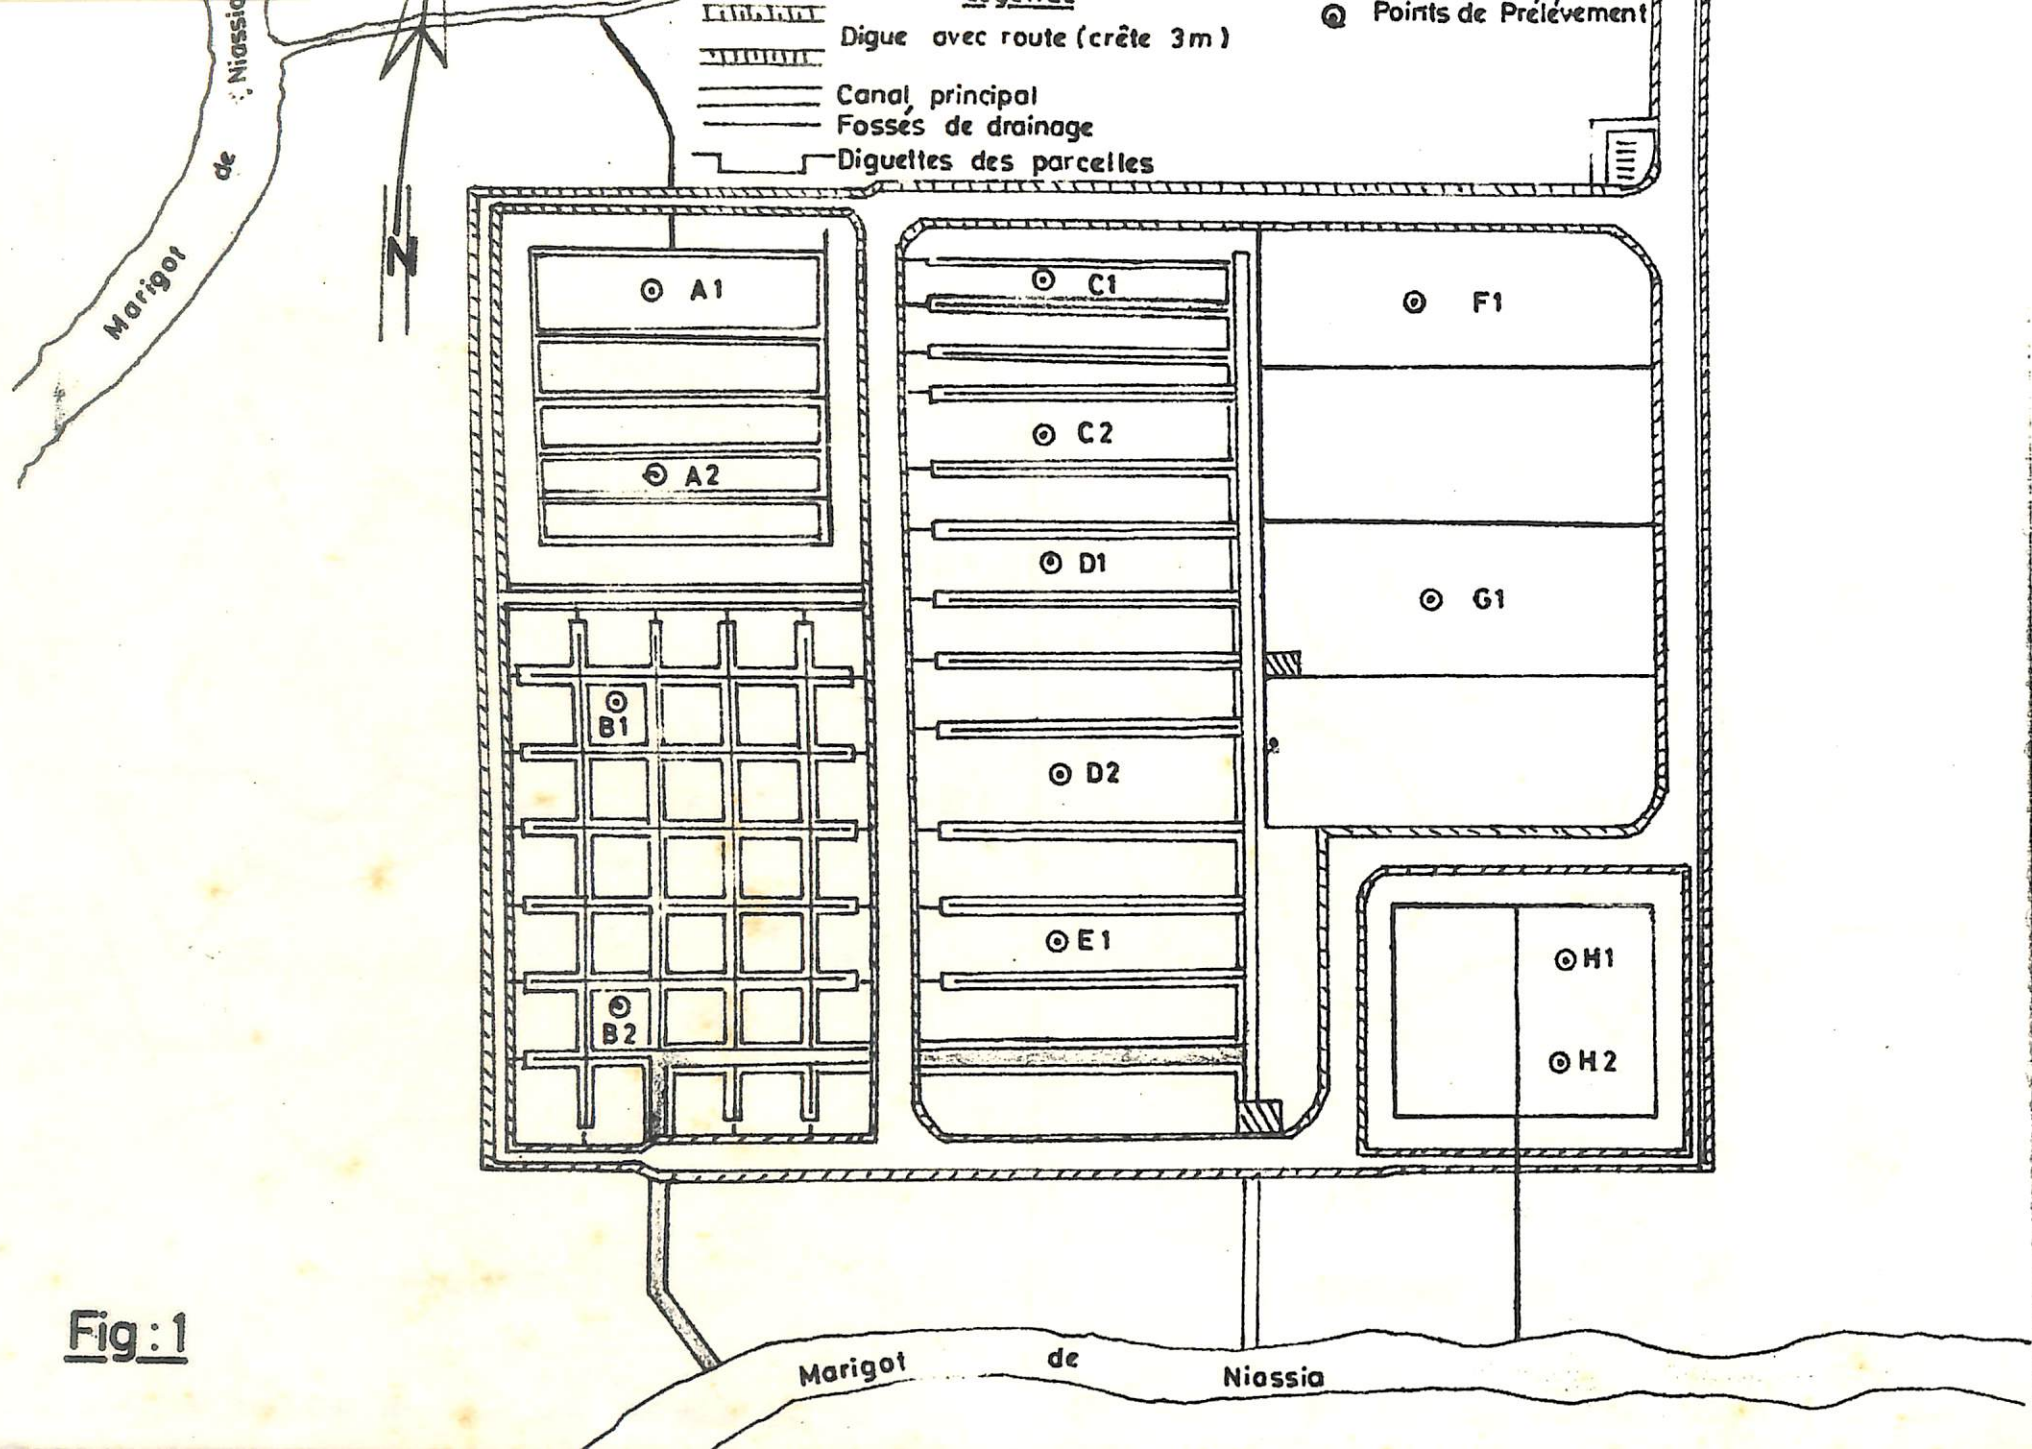 Points de Prélévement
Digue avec route (crête 3m)
Canal principal
Fossés de drainage
Diguettes des parcelles
Marigot de Niassia
N
A1
A2
B1
B2
C1
C2
D1
D2
E1
F1
G1
H1
H2
Fig:1
Marigot de Niassia